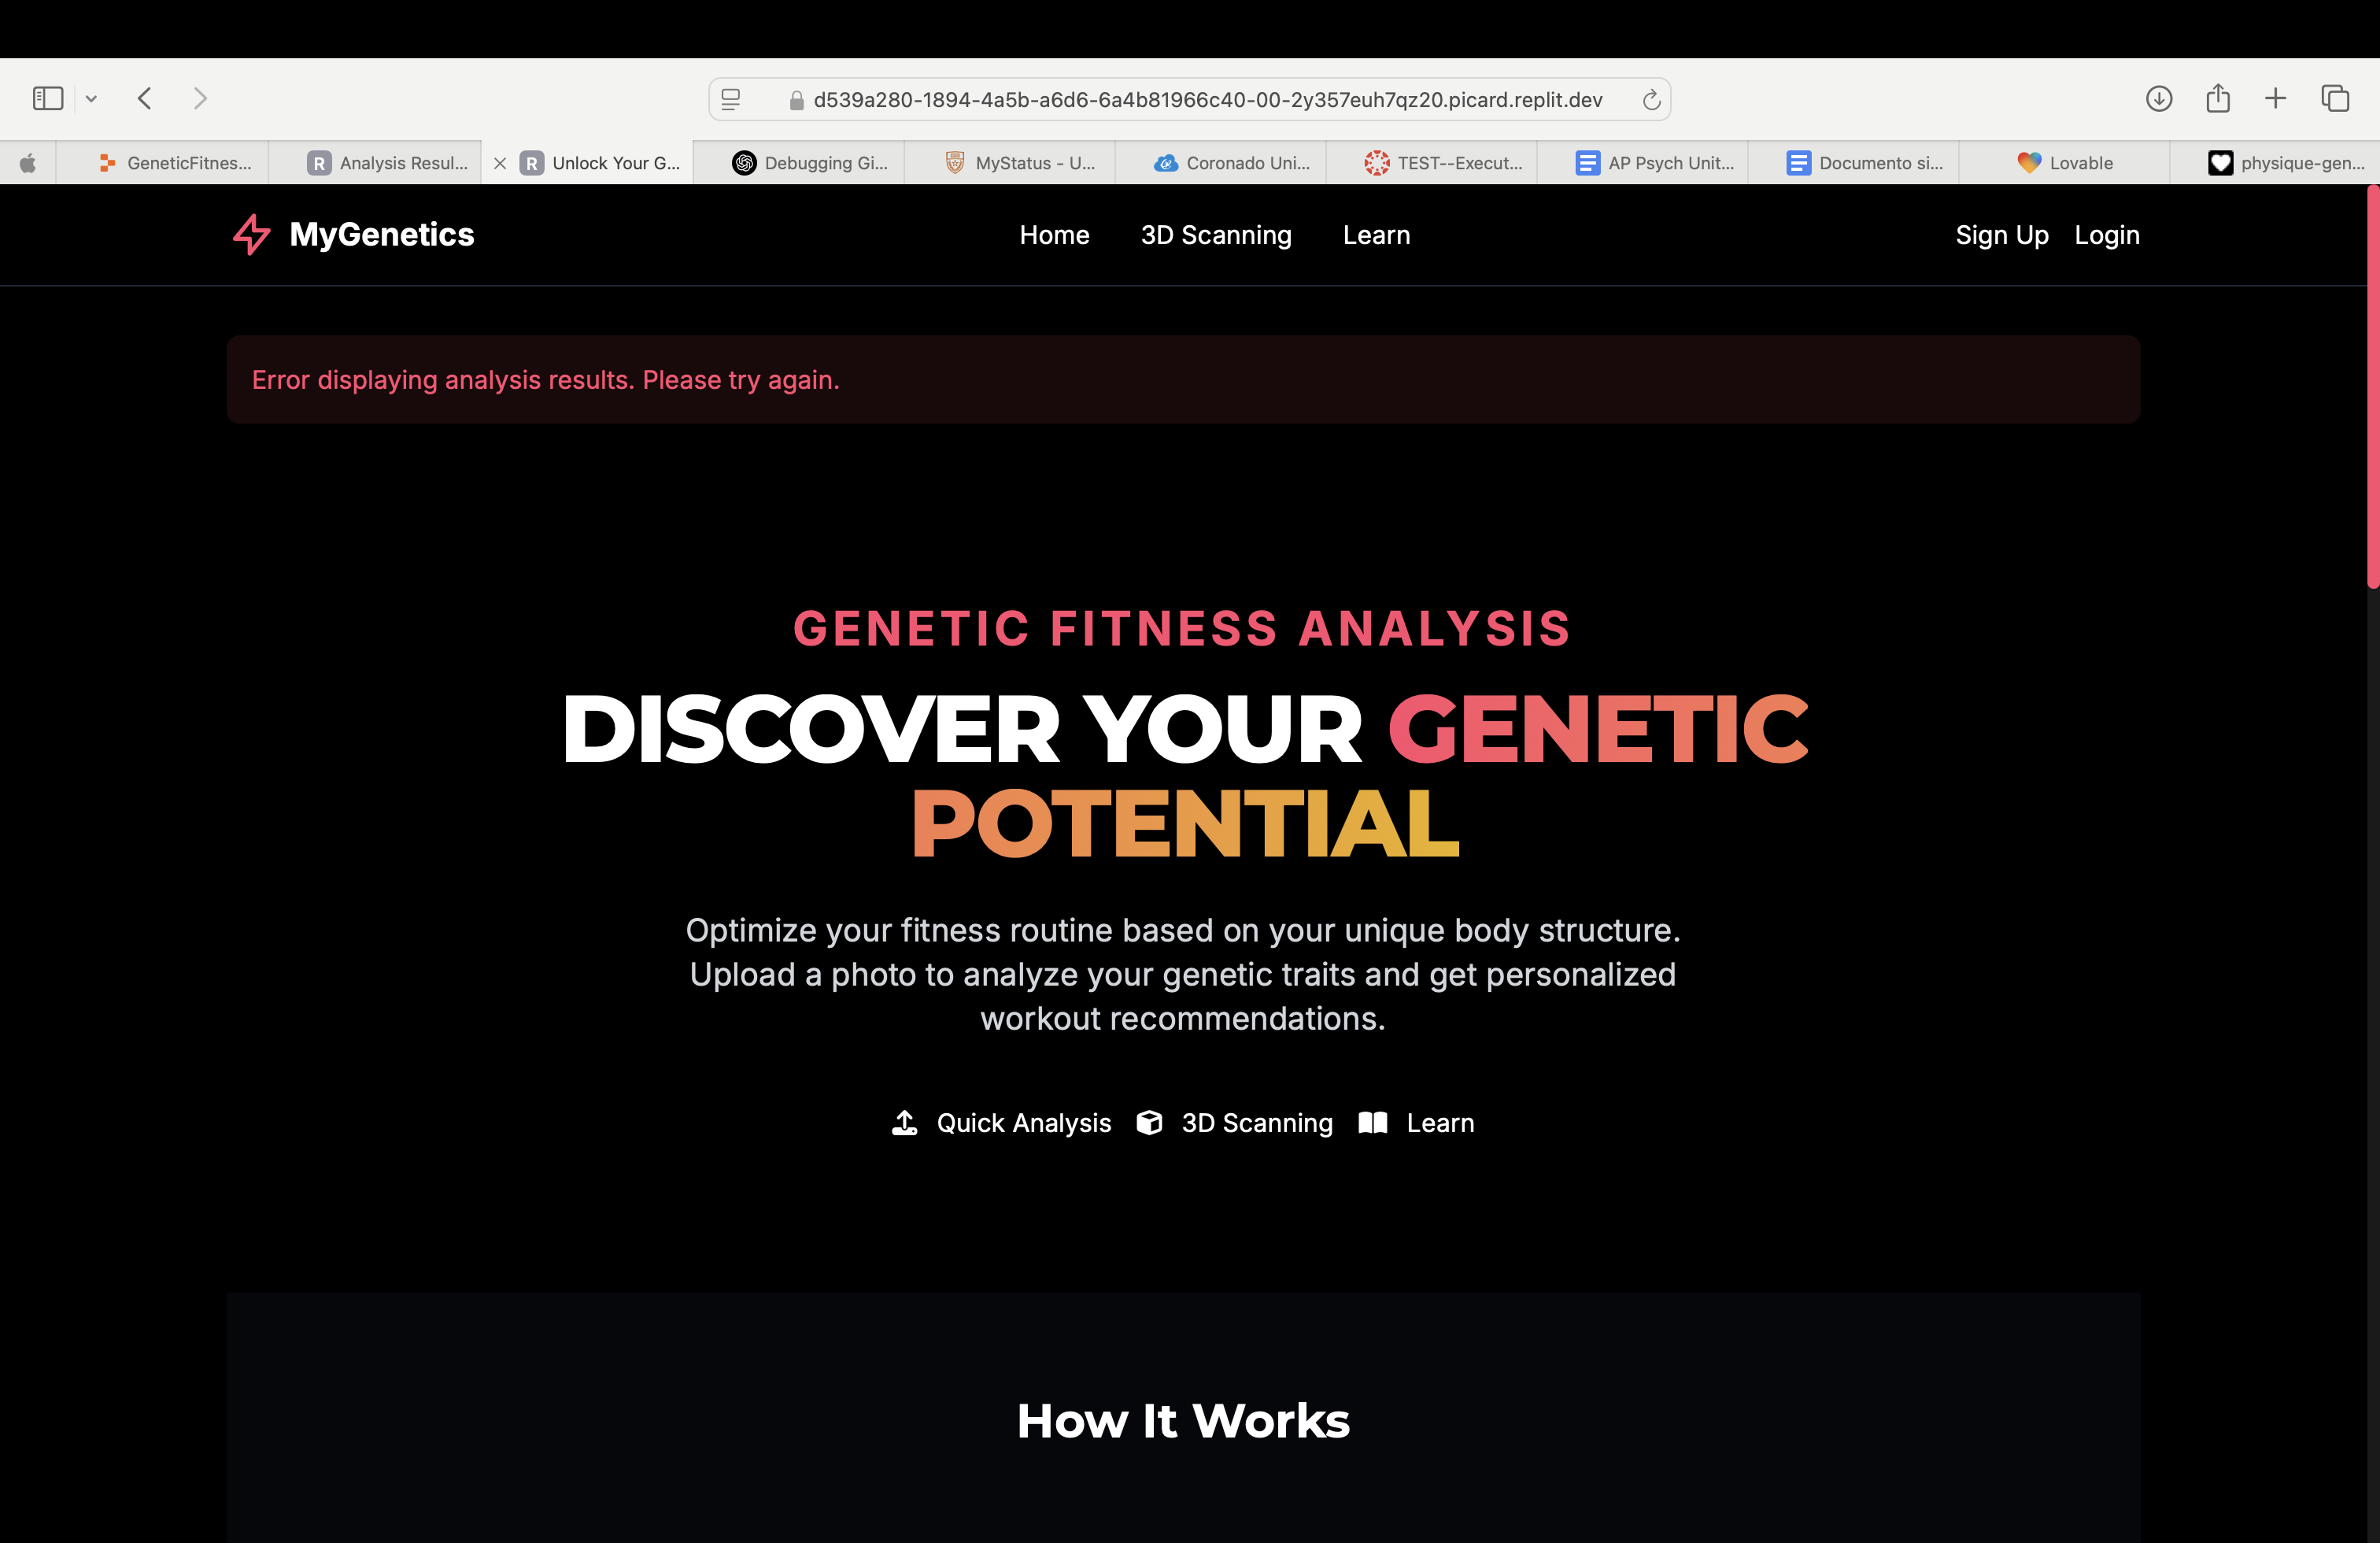 d539a280-1894-4a5b-a6d6-6a4b81966c40-00-2y357euh7qz20.picard.replit.dev
GeneticFitnes... R Analysis Resul... R Unlock Your G... Debugging Gi... MyStatus - U... Coronado Uni... TEST--Execut... AP Psych Unit... Documento si... Lovable physique-gen...
MyGenetics Home 3D Scanning Learn Sign Up Login
Error displaying analysis results. Please try again.
GENETIC FITNESS ANALYSIS
DISCOVER YOUR GENETIC
POTENTIAL
Optimize your fitness routine based on your unique body structure.
Upload a photo to analyze your genetic traits and get personalized
workout recommendations.
Quick Analysis 3D Scanning Learn
How It Works